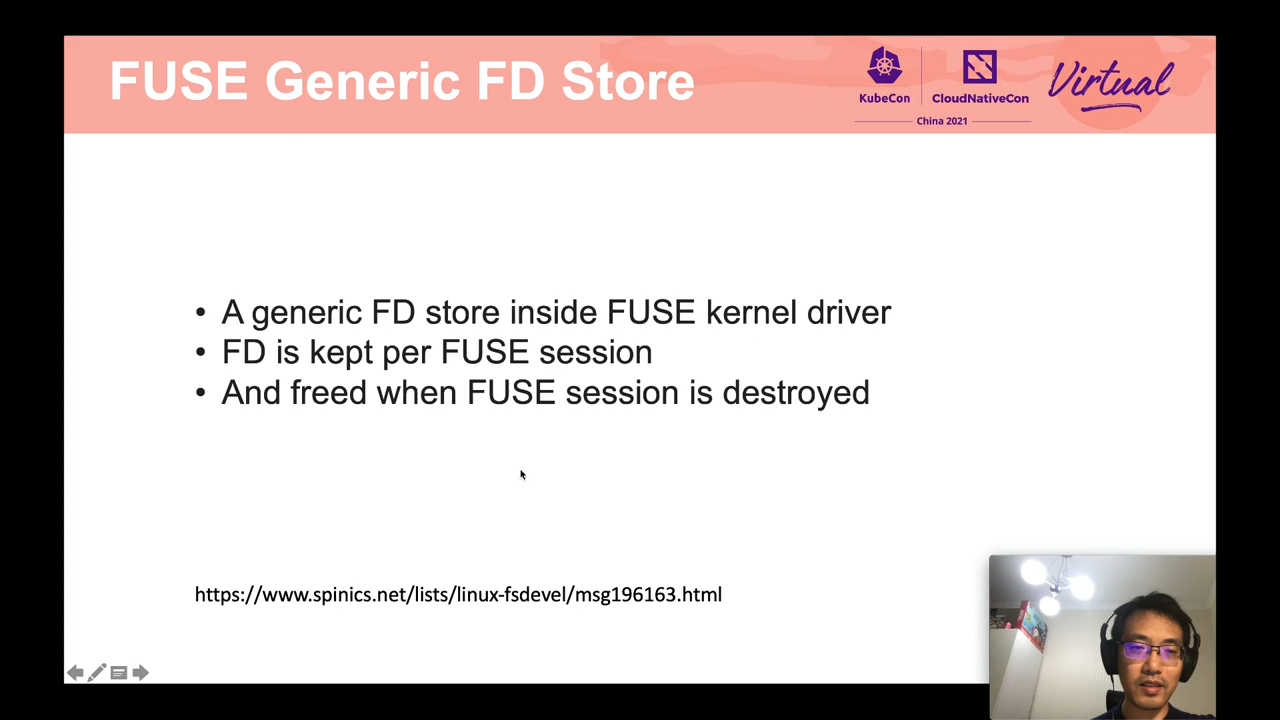 FUSE Generic FD Store
KubeCon
CloudNativeCon
Virtual
China 2021
• A generic FD store inside FUSE kernel driver
• FD is kept per FUSE session
• And freed when FUSE session is destroyed
https://www.spinics.net/lists/linux-fsdevel/msg196163.html